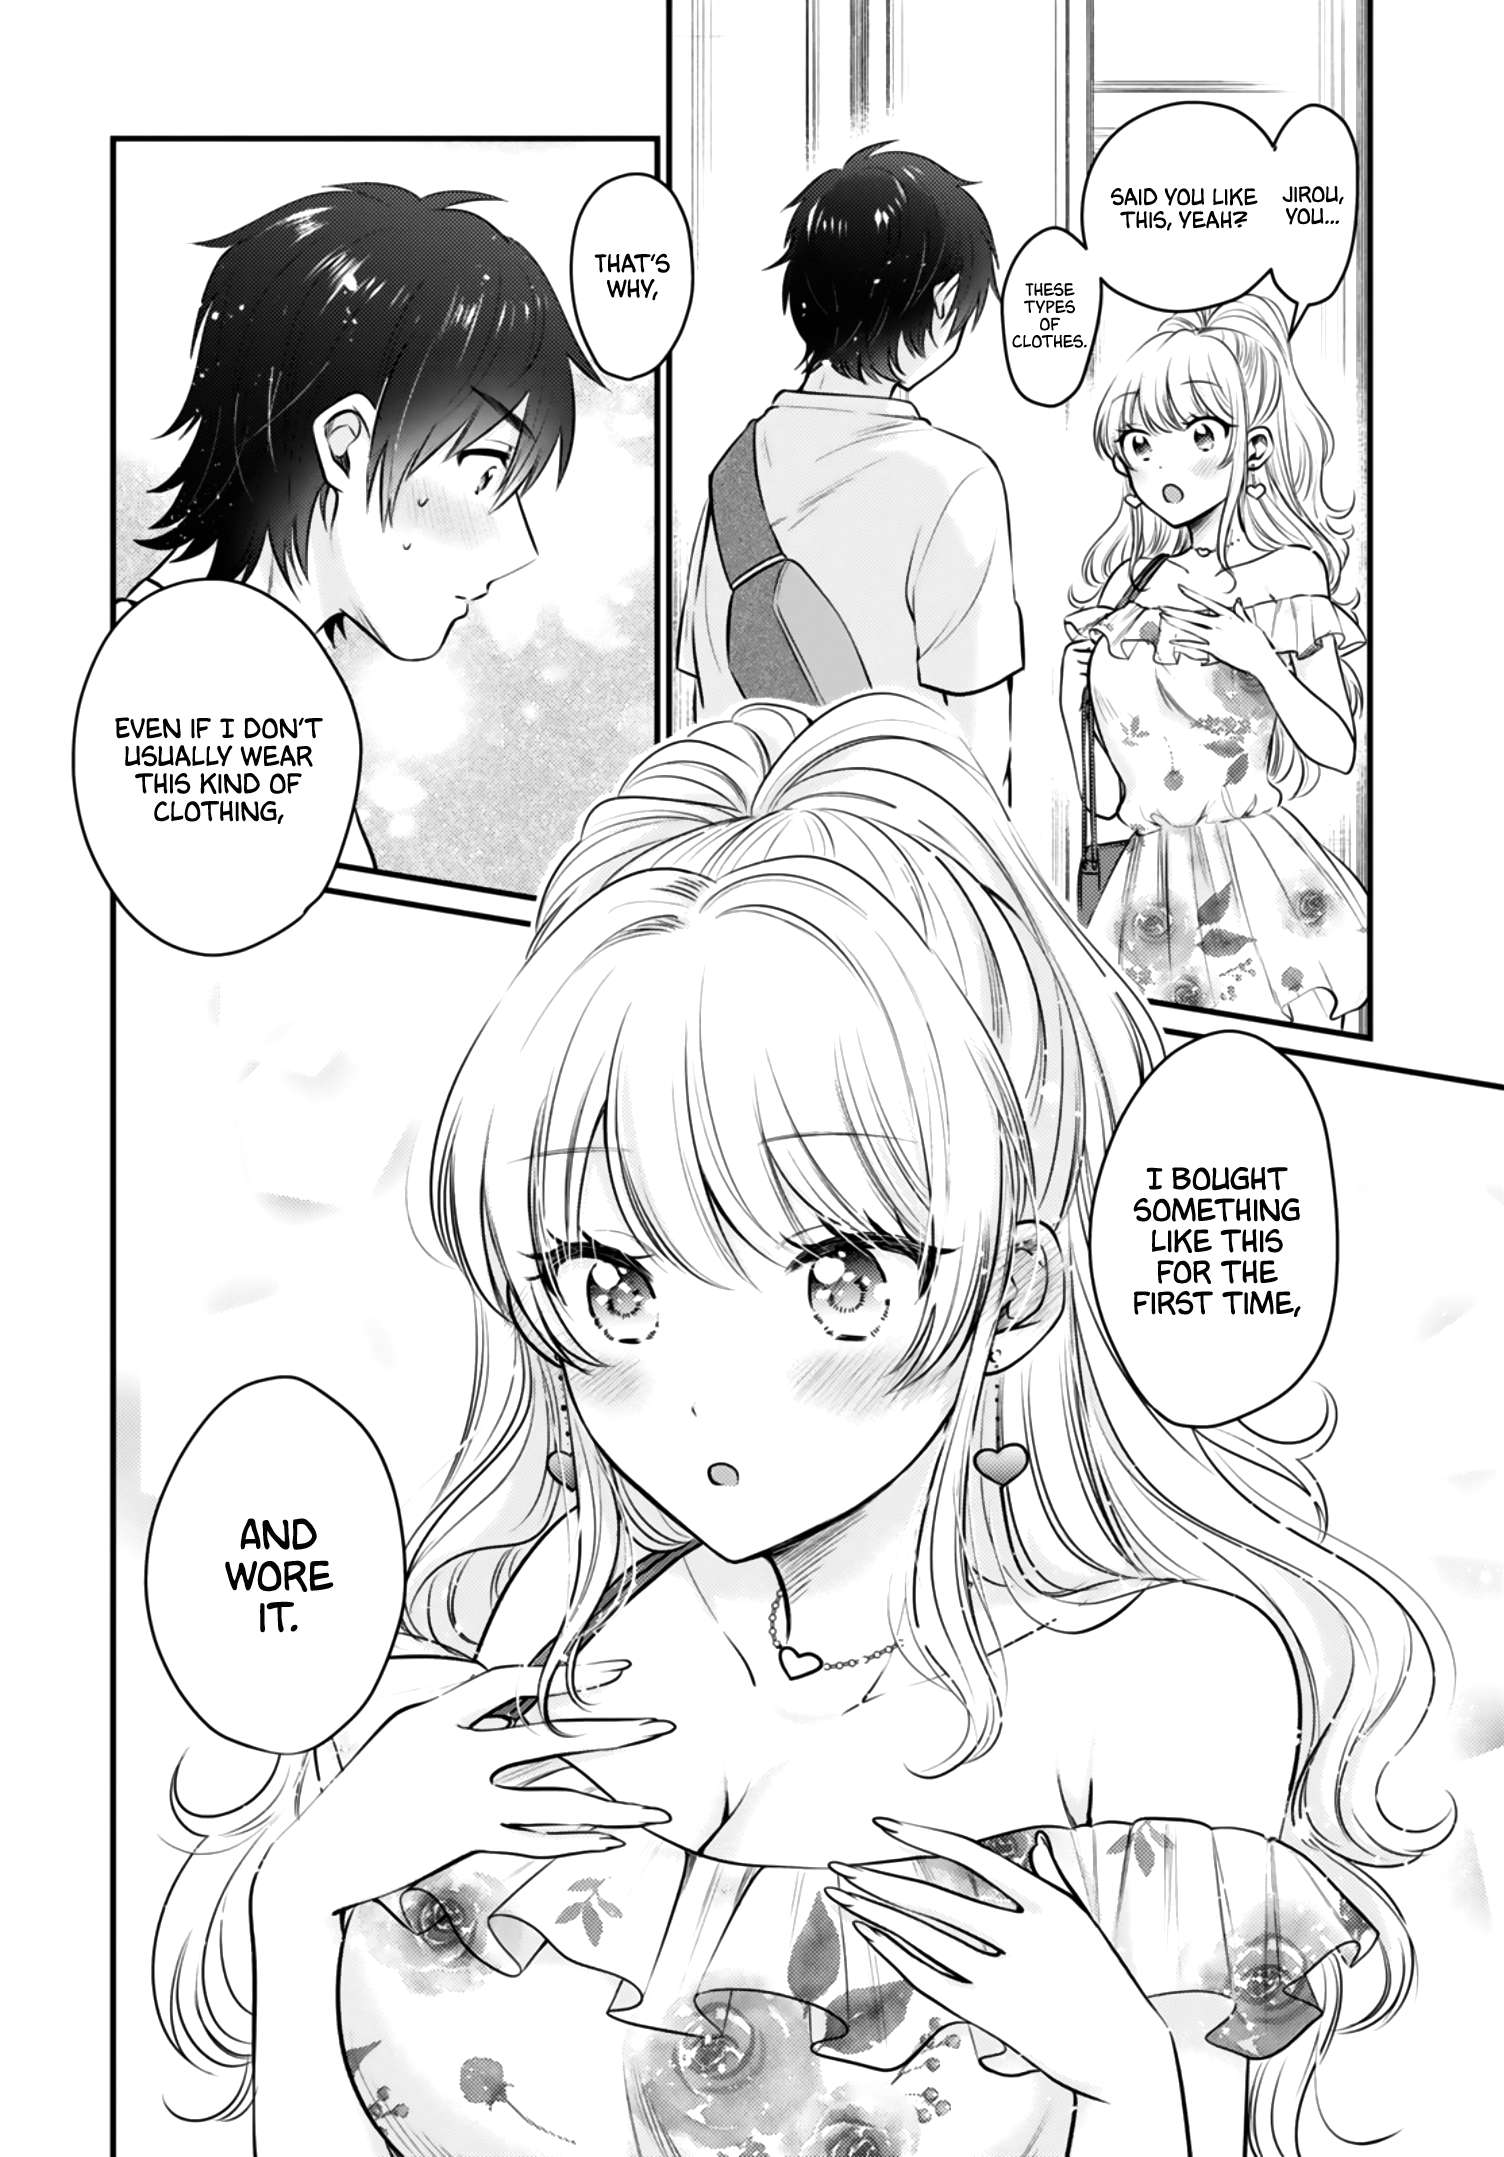 JIROU,
YOU...
SAID YOU LIKE
THIS, YEAH?
THESE
TYPES
OF
CLOTHES.
THAT'S
WHY,
EVEN IF I DON'T
USUALLY WEAR
THIS KIND OF
CLOTHING,
I BOUGHT
SOMETHING
LIKE THIS
FOR THE
FIRST TIME,
AND
WORE
IT.